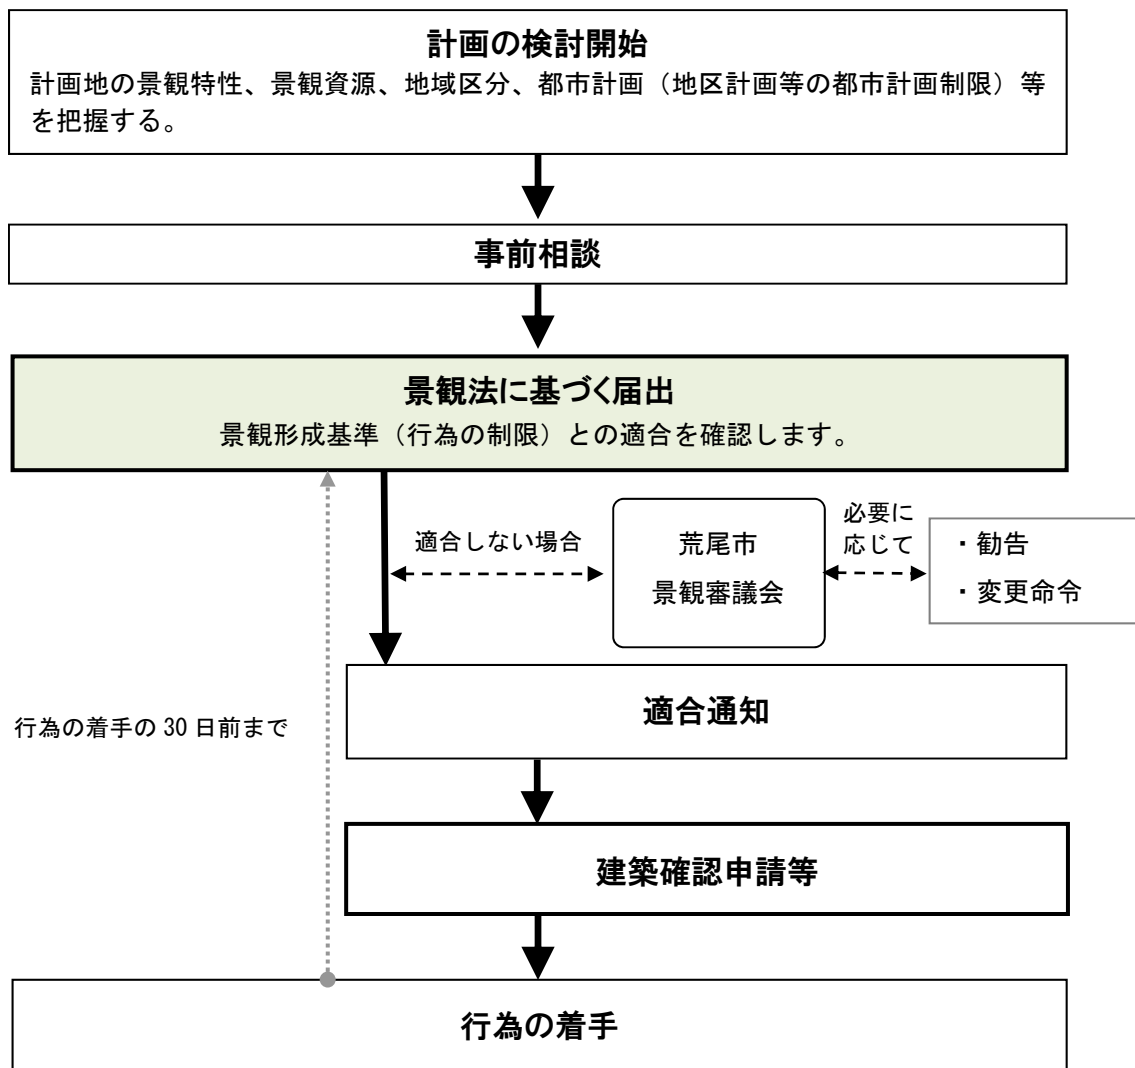 計画の検討開始
計画地の景観特性、景観資源、地域区分、都市計画（地区計画等の都市計画制限）等
を把握する。
事前相談
景観法に基づく届出
景観形成基準（行為の制限）との適合を確認します。
適合しない場合
荒尾市
景観審議会
必要に
応じて
・勧告
・変更命令
適合通知
行為の着手の 30 日前まで
建築確認申請等
行為の着手